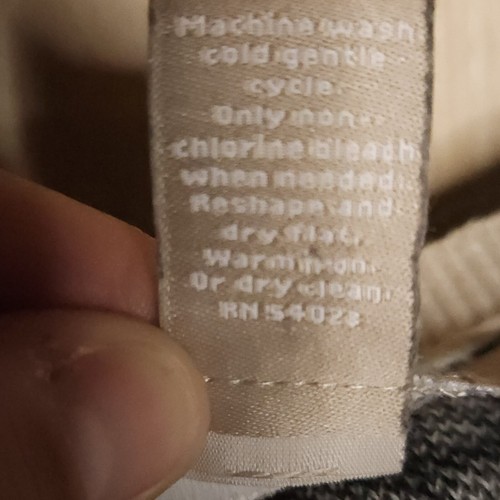 Machine wash
cold gentle
cycle.
Only non-
chlorine bleach
when needed.
Reshape and
dry flat.
Warm iron.
Or dry clean.
RN 54023